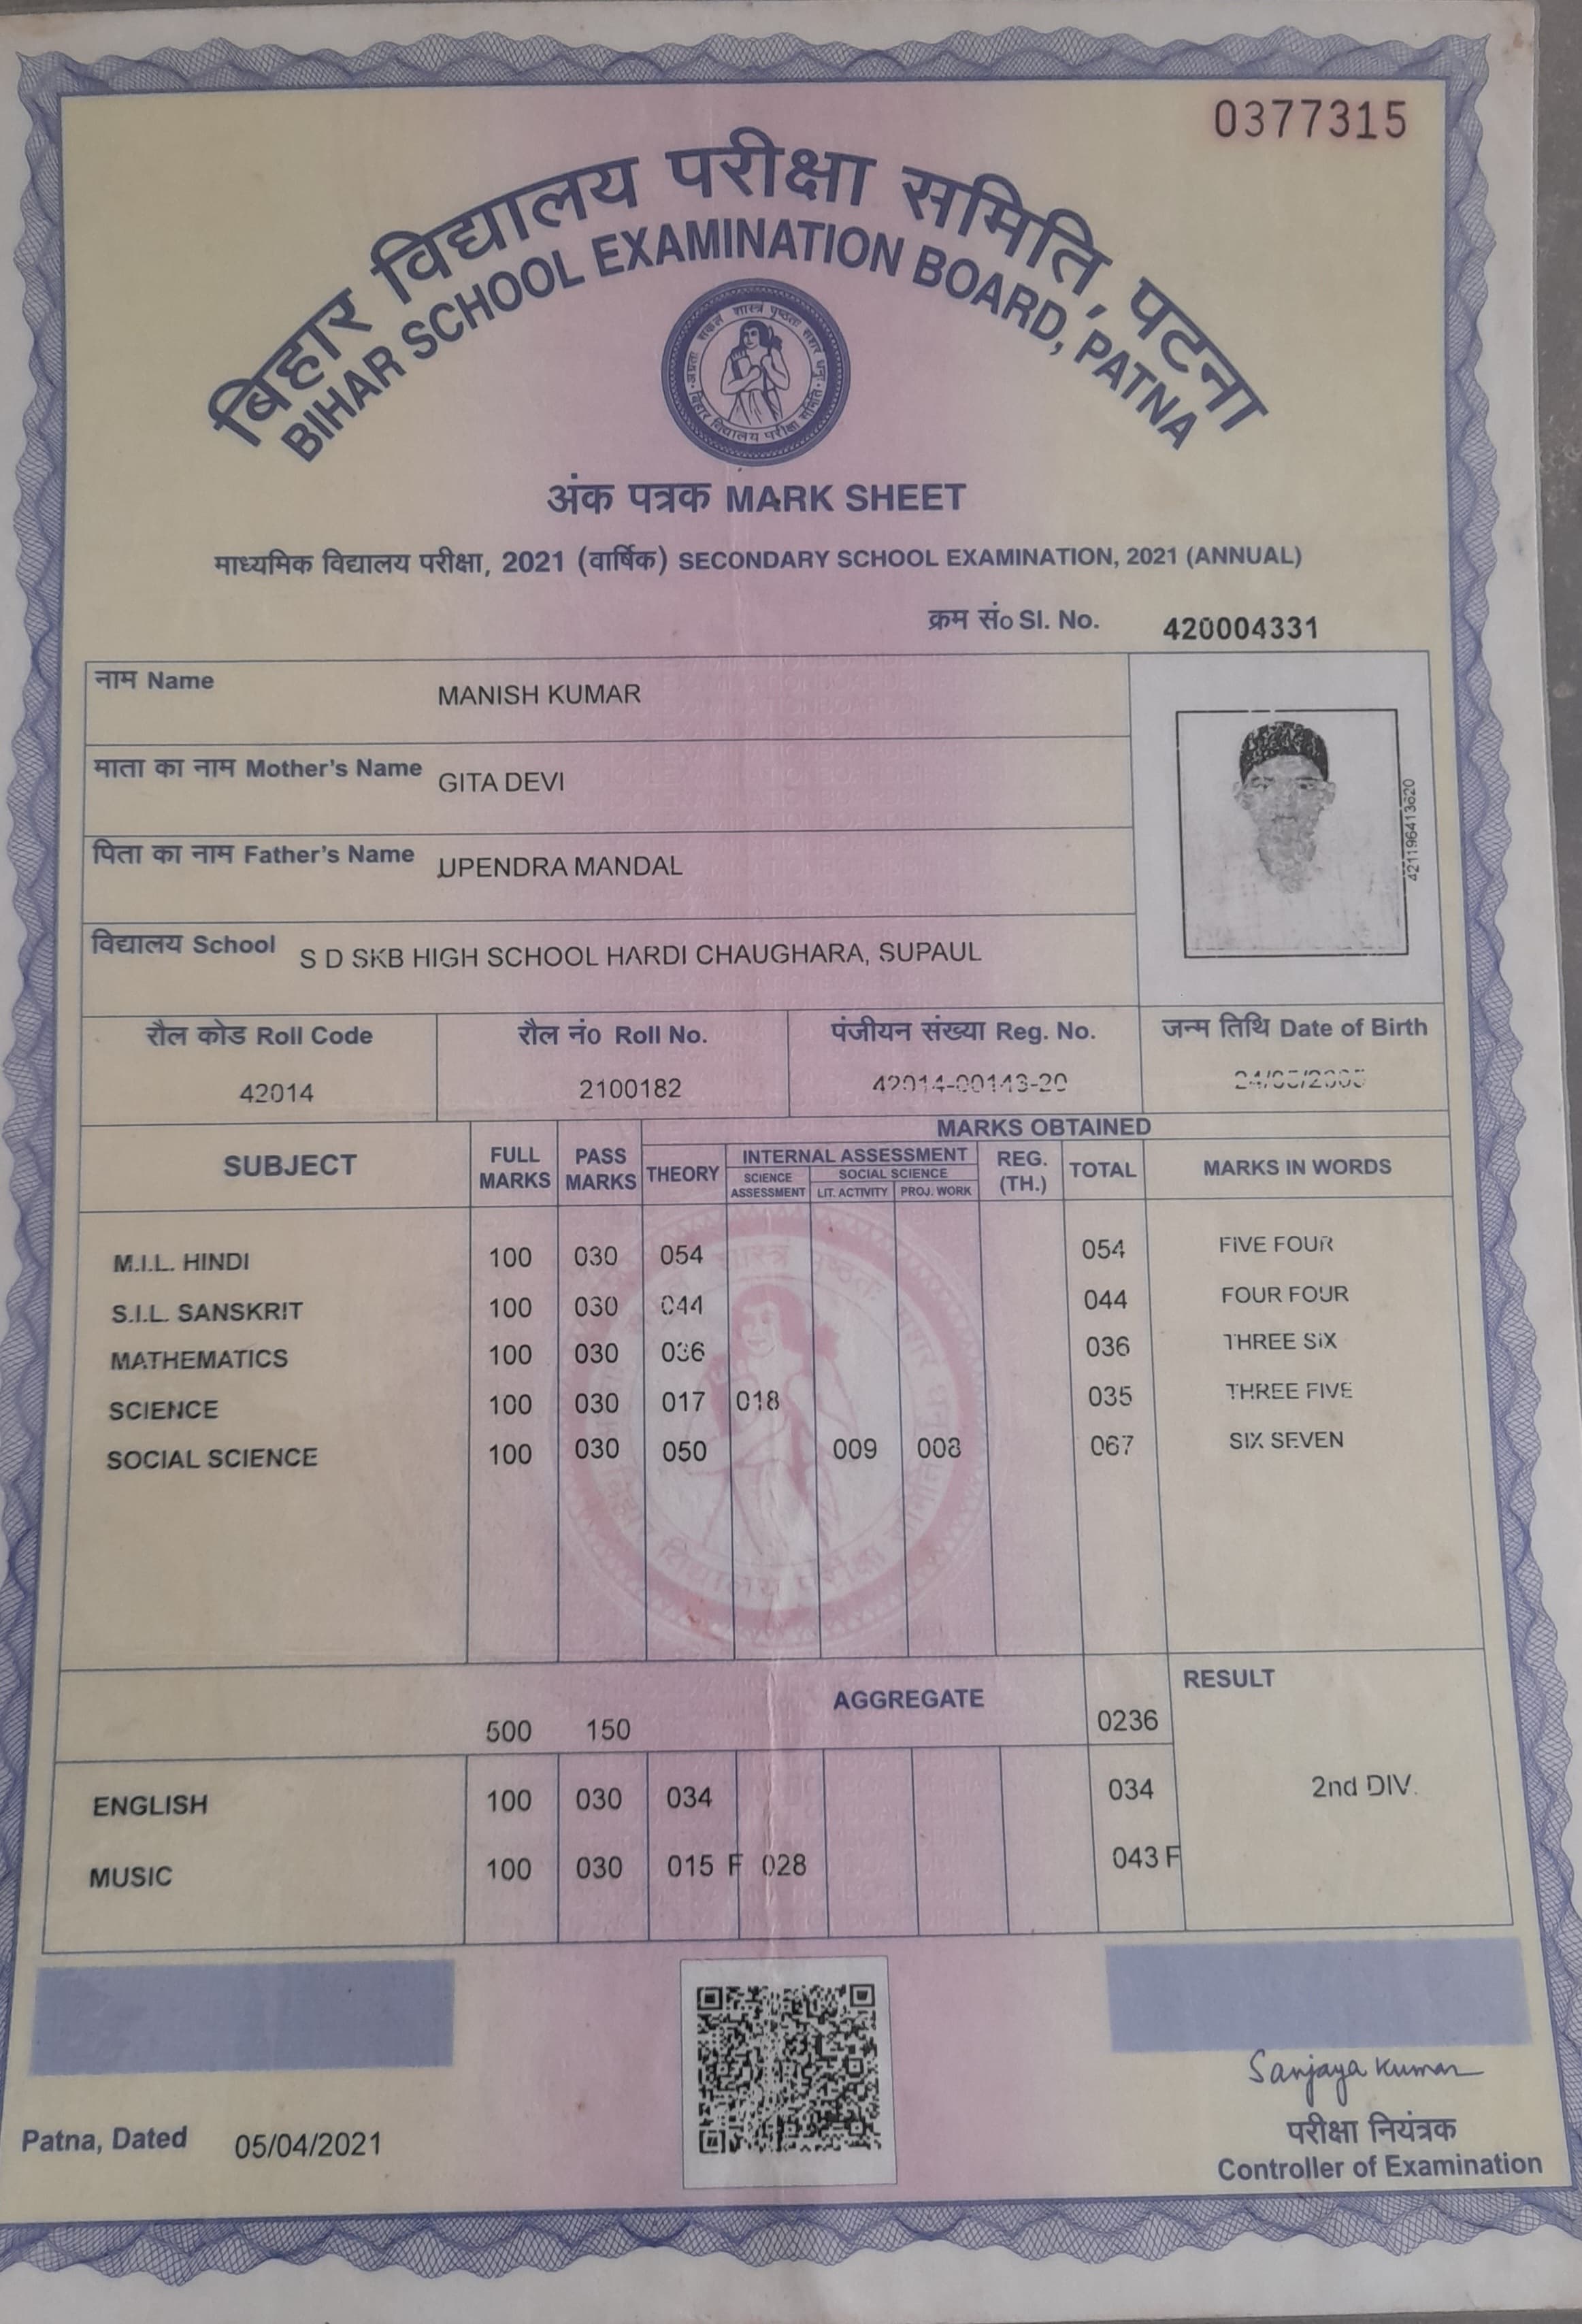 0377315
बिहार विद्यालय परीक्षा समिति, पटना
BIHAR SCHOOL EXAMINATION BOARD, PATNA
बिहार विद्यालय परीक्षा समिति
अंक पत्रक MARK SHEET
माध्यमिक विद्यालय परीक्षा, 2021 (वार्षिक) SECONDARY SCHOOL EXAMINATION, 2021 (ANNUAL)
क्रम सं० Sl. No. 420004331
नाम Name MANISH KUMAR
माता का नाम Mother's Name GITA DEVI
पिता का नाम Father's Name UPENDRA MANDAL
421196413620
विद्यालय School S D SKB HIGH SCHOOL HARDI CHAUGHARA, SUPAUL
रौल कोड Roll Code रौल नं० Roll No. पंजीयन संख्या Reg. No. जन्म तिथि Date of Birth
42014 2100182 42014-00143-20
MARKS OBTAINED
SUBJECT FULL MARKS PASS MARKS THEORY INTERNAL ASSESSMENT REG. (TH.) TOTAL MARKS IN WORDS
SCIENCE ASSESSMENT SOCIAL SCIENCE
LIT. ACTIVITY PROJ. WORK
M.I.L. HINDI 100 030 054 054 FIVE FOUR
S.I.L. SANSKRIT 100 030 044 044 FOUR FOUR
MATHEMATICS 100 030 036 036 THREE SIX
SCIENCE 100 030 017 018 035 THREE FIVE
SOCIAL SCIENCE 100 030 050 009 008 067 SIX SEVEN
AGGREGATE RESULT
500 150 0236
ENGLISH 100 030 034 034 2nd DIV.
MUSIC 100 030 015 F 028 043 F
Sanjaya Kumar
Patna, Dated 05/04/2021
परीक्षा नियंत्रक
Controller of Examination